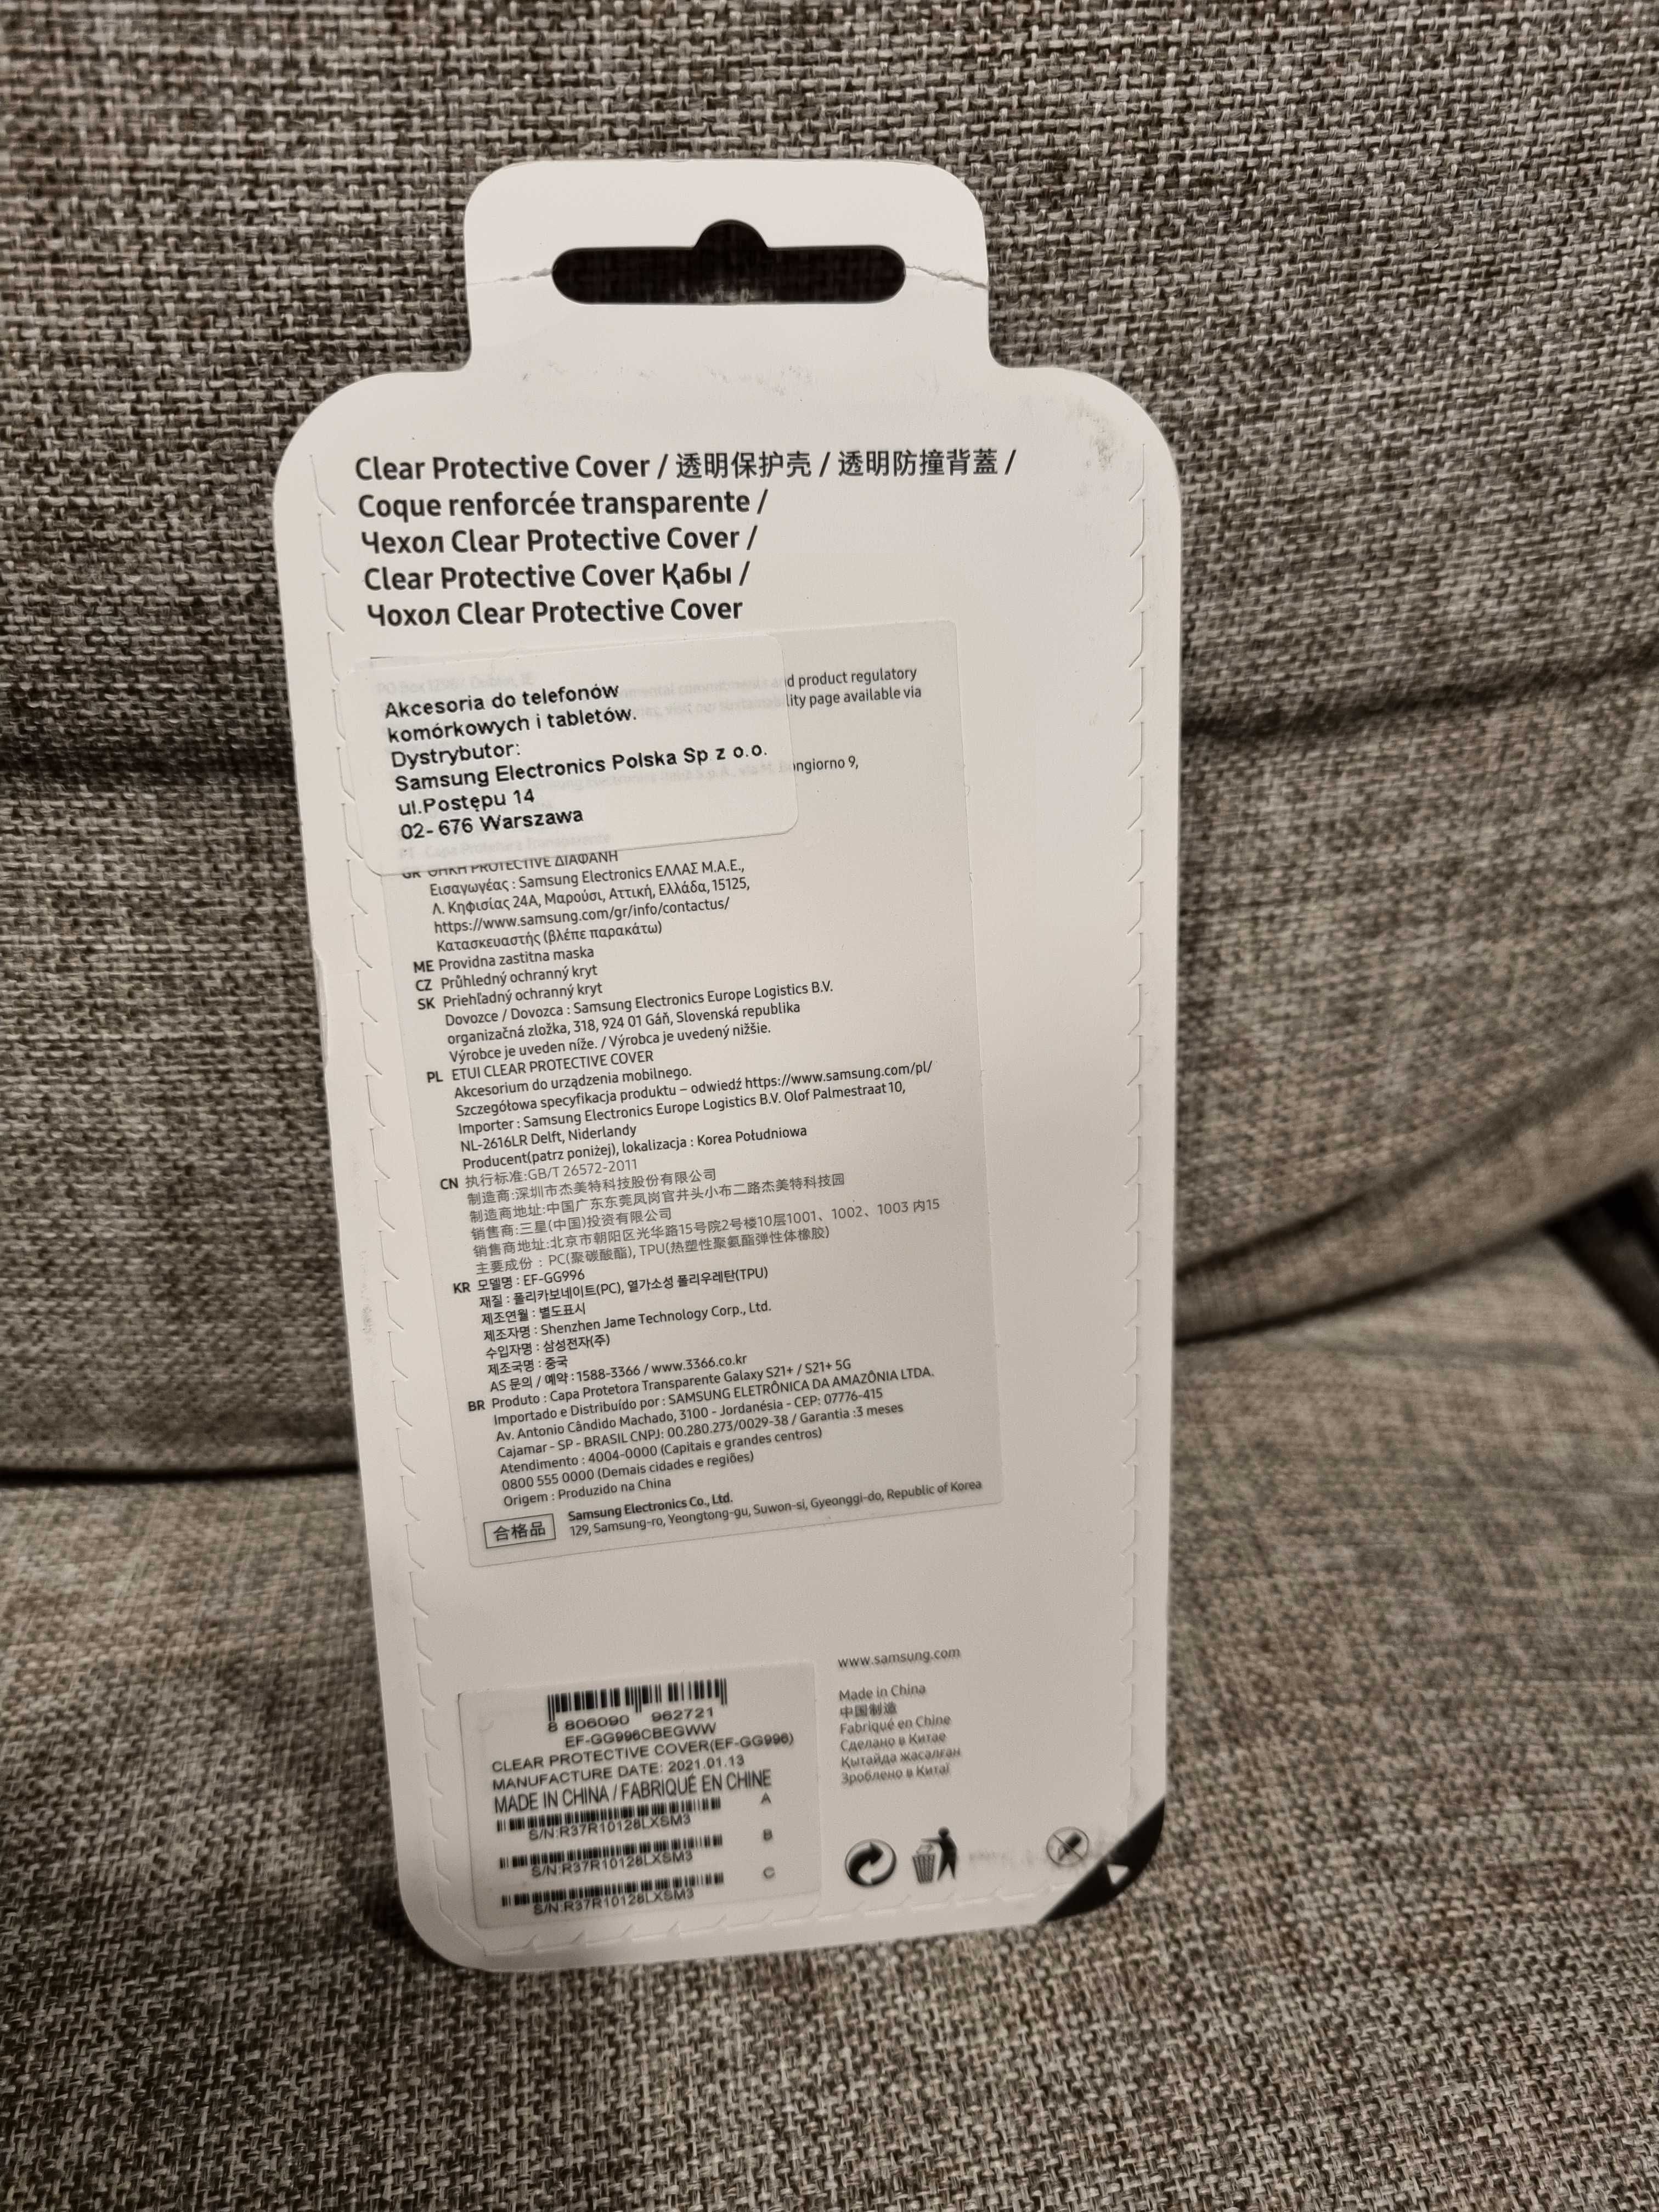 Clear Protective Cover / 透明保护壳 / 透明防撞背蓋 /
Coque renforcée transparente /
Чехол Clear Protective Cover /
Clear Protective Cover Қабы /
Чохол Clear Protective Cover
d product regulatory
lity page available via
ongiorno 9,
Akcesoria do telefonów
komórkowych i tabletów.
Dystrybutor:
Samsung Electronics Polska Sp z o.o.
ul.Postępu 14
02-676 Warszawa
GR ΘΗΚΗ PROTECTIVE ΔΙΑΦΑΝΗ
Εισαγωγέας : Samsung Electronics ΕΛΛΑΣ Μ.Α.Ε.,
Λ. Κηφισίας 24Α, Μαρούσι, Αττική, Ελλάδα, 15125,
https://www.samsung.com/gr/info/contactus/
Κατασκευαστής (βλέπε παρακάτω)
ME Providna zastitna maska
CZ Průhledný ochranný kryt
SK Priehľadný ochranný kryt
Dovozce / Dovozca : Samsung Electronics Europe Logistics B.V.
organizačná zložka, 318, 924 01 Gáň, Slovenská republika
Výrobce je uveden níže. / Výrobca je uvedený nižšie.
PL ETUI CLEAR PROTECTIVE COVER
Akcesorium do urządzenia mobilnego.
Szczegółowa specyfikacja produktu – odwiedź https://www.samsung.com/pl/
Importer : Samsung Electronics Europe Logistics B.V. Olof Palmestraat 10,
NL-2616LR Delft, Niderlandy
Producent(patrz poniżej), lokalizacja : Korea Południowa
CN 执行标准:GB/T 26572-2011
制造商:深圳市杰美特科技股份有限公司
制造商地址:中国广东东莞凤岗官井头小布二路杰美特科技园
销售商:三星(中国)投资有限公司
销售商地址:北京市朝阳区光华路15号院2号楼10层1001、1002、1003 内15
主要成份 : PC(聚碳酸酯), TPU(热塑性聚氨酯弹性体橡胶)
KR 모델명 : EF-GG996
재질 : 폴리카보네이트(PC), 열가소성 폴리우레탄(TPU)
제조연월 : 별도표시
제조자명 : Shenzhen Jame Technology Corp., Ltd.
수입자명 : 삼성전자(주)
제조국명 : 중국
AS 문의 / 예약 : 1588-3366 / www.3366.co.kr
BR Produto : Capa Protetora Transparente Galaxy S21+ / S21+ 5G
Importado e Distribuído por : SAMSUNG ELETRÔNICA DA AMAZÔNIA LTDA.
Av. Antonio Cândido Machado, 3100 - Jordanésia - CEP: 07776-415
Cajamar - SP - BRASIL CNPJ: 00.280.273/0029-38 / Garantia :3 meses
Atendimento : 4004-0000 (Capitais e grandes centros)
0800 555 0000 (Demais cidades e regiões)
Origem : Produzido na China
合格品
Samsung Electronics Co., Ltd.
129, Samsung-ro, Yeongtong-gu, Suwon-si, Gyeonggi-do, Republic of Korea
8 806090 962721
EF-GG996CBEGWW
CLEAR PROTECTIVE COVER(EF-GG996)
MANUFACTURE DATE: 2021.01.13
MADE IN CHINA / FABRIQUÉ EN CHINE
A
S/N:R37R10128LXSM3
B
S/N:R37R10128LXSM3
C
S/N:R37R10128LXSM3
www.samsung.com
Made in China
中国制造
Fabriqué en Chine
Сделано в Китае
Қытайда жасалған
Зроблено в Китаї